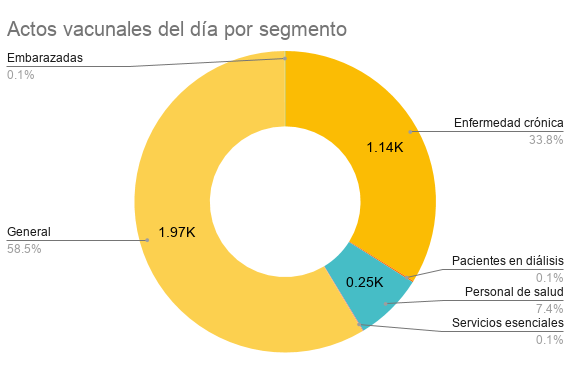 Actos vacunales del día por segmento
Embarazadas
0.1%
Enfermedad crónica
33.8%
1.14K
General
58.5%
1.97K
Pacientes en diálisis
0.1%
0.25K
Personal de salud
7.4%
Servicios esenciales
0.1%